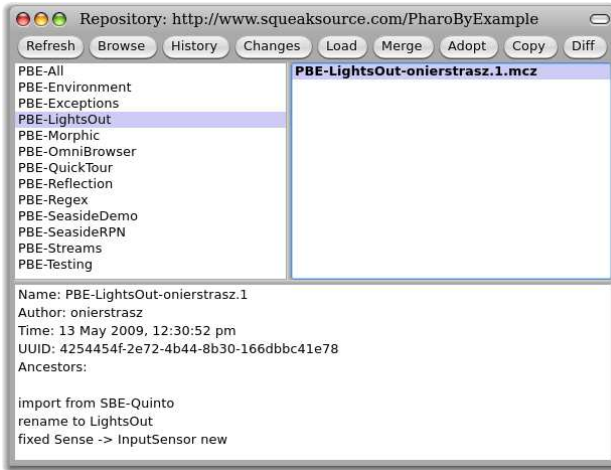 Repository: http://www.squeaksource.com/PharoByExample
Refresh Browse History Changes Load Merge Adopt Copy Diff
PBE-All
PBE-Environment
PBE-Exceptions
PBE-LightsOut
PBE-Morphic
PBE-OmniBrowser
PBE-QuickTour
PBE-Reflection
PBE-Regex
PBE-SeasideDemo
PBE-SeasideRPN
PBE-Streams
PBE-Testing
PBE-LightsOut-onierstrasz.1.mcz
Name: PBE-LightsOut-onierstrasz.1
Author: onierstrasz
Time: 13 May 2009, 12:30:52 pm
UUID: 4254454f-2e72-4b44-8b30-166dbbc41e78
Ancestors:
import from SBE-Quinto
rename to LightsOut
fixed Sense -> InputSensor new